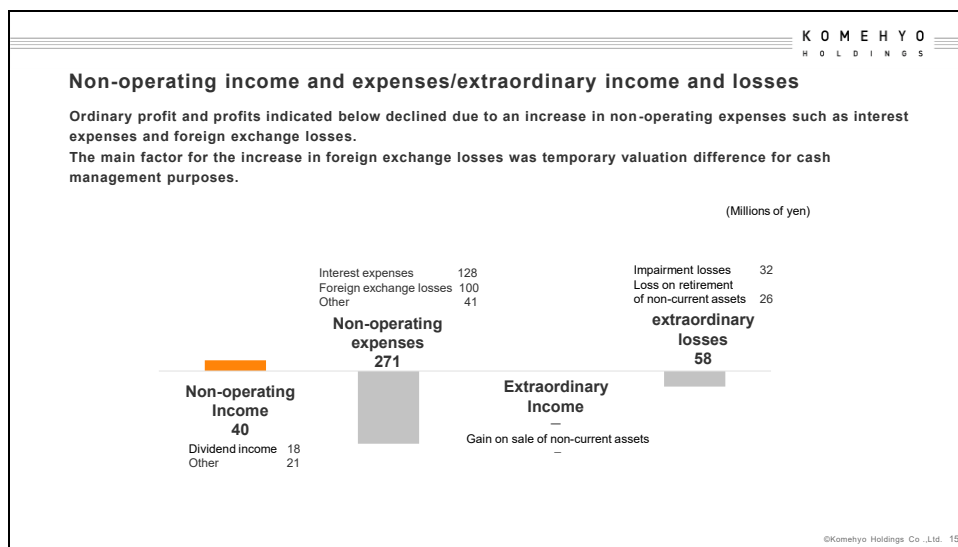 KOMEHYO
HOLDINGS
Non-operating income and expenses/extraordinary income and losses
Ordinary profit and profits indicated below declined due to an increase in non-operating expenses such as interest
expenses and foreign exchange losses.
The main factor for the increase in foreign exchange losses was temporary valuation difference for cash
management purposes.
(Millions of yen)
Interest expenses 128
Foreign exchange losses 100
Other 41
Non-operating
expenses
271
Impairment losses 32
Loss on retirement
of non-current assets 26
extraordinary
losses
58
Non-operating
Income
40
Dividend income 18
Other 21
Extraordinary
Income
—
Gain on sale of non-current assets
–
©Komehyo Holdings Co .,Ltd. 15